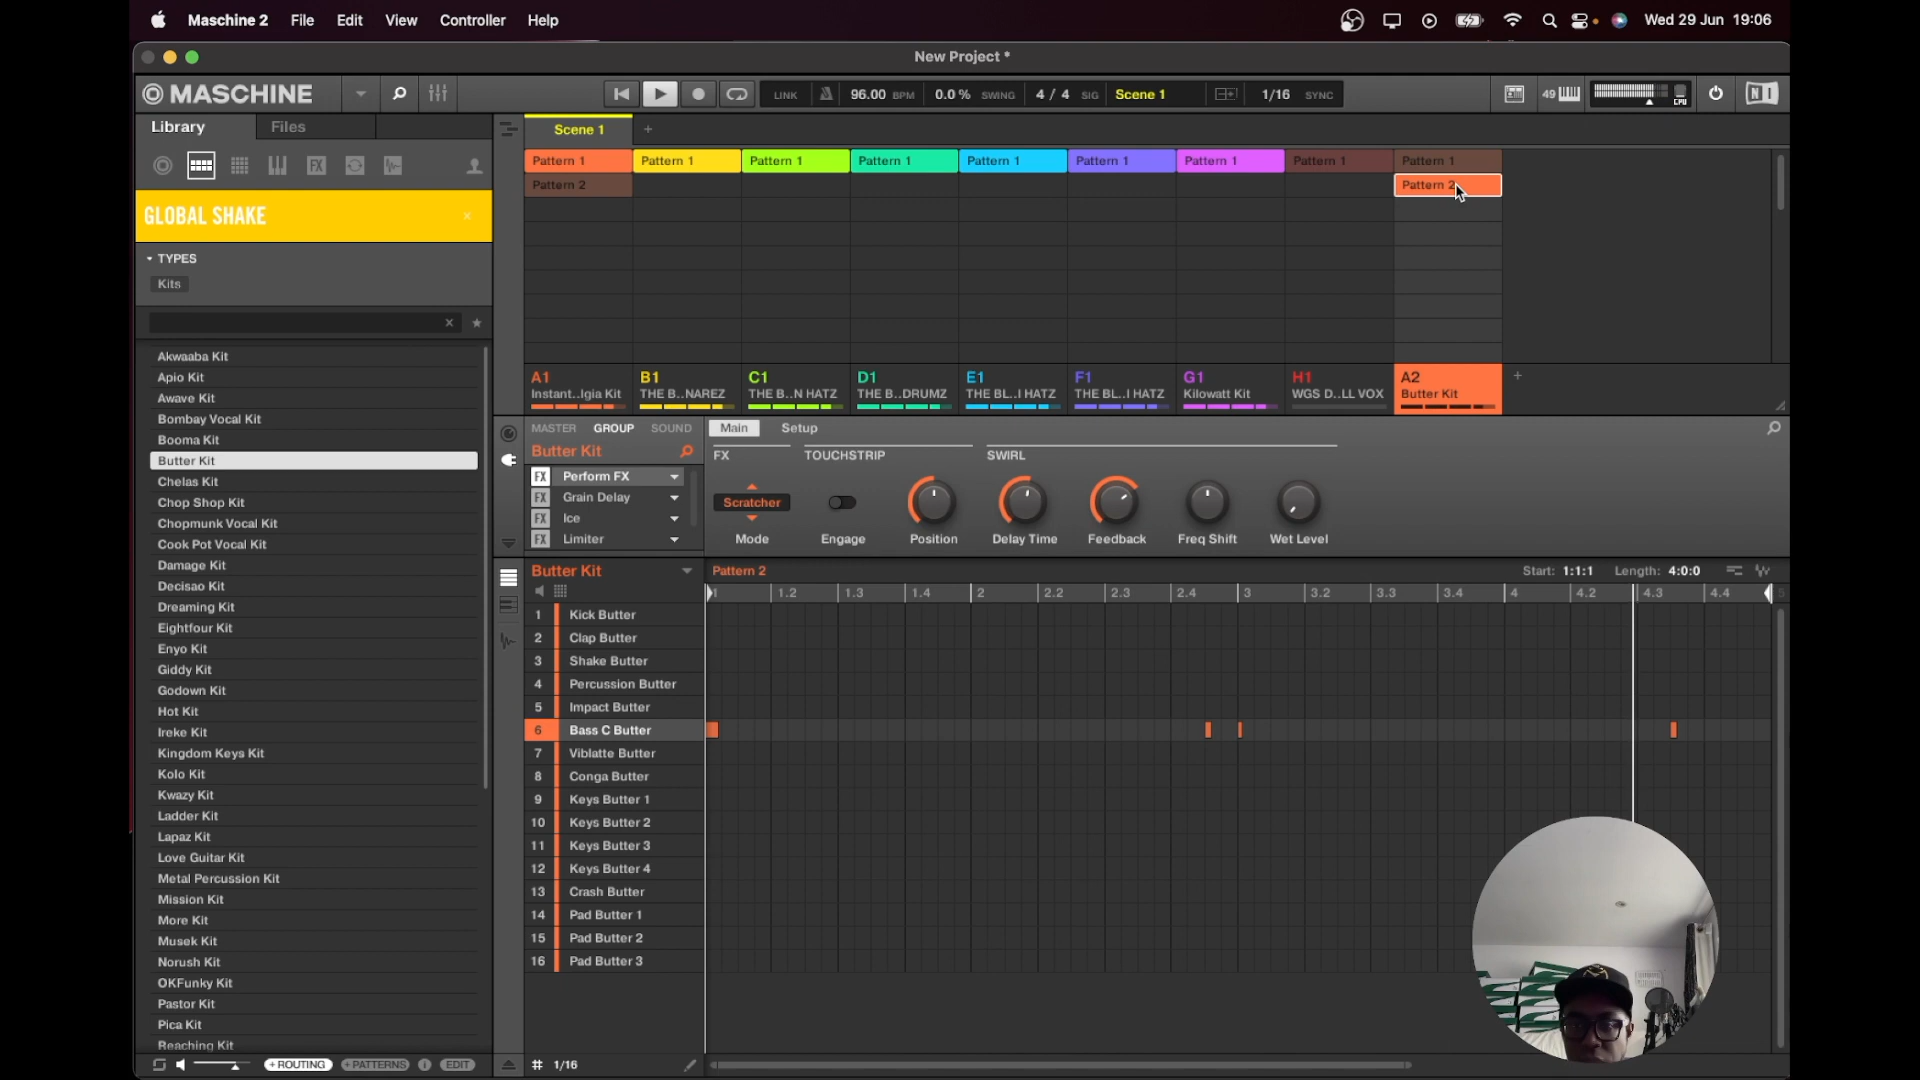 Maschine 2 File Edit View Controller Help Wed 29 Jun 19:06
New Project *
MASCHINE LINK 96.00 BPM 0.0 % SWING 4 / 4 SIG Scene 1 1/16 SYNC 49 CPU NI
Library Files
Scene 1 +
Pattern 1 Pattern 1 Pattern 1 Pattern 1 Pattern 1 Pattern 1 Pattern 1 Pattern 1 Pattern 1
Pattern 2 Pattern 2
FX
GLOBAL SHAKE ×
TYPES
Kits
A1 B1 C1 D1 E1 F1 G1 H1 A2 +
Instant..lgia Kit THE B..NAREZ THE B..N HATZ THE B..DRUMZ THE BL..I HATZ THE BL..I HATZ Kilowatt Kit WGS D...LL VOX Butter Kit
Akwaaba Kit
Apio Kit
Awave Kit
Bombay Vocal Kit
Booma Kit
Butter Kit
Chelas Kit
Chop Shop Kit
Chopmunk Vocal Kit
Cook Pot Vocal Kit
Damage Kit
Decisao Kit
Dreaming Kit
Eightfour Kit
Enyo Kit
Giddy Kit
Godown Kit
Hot Kit
Ireke Kit
Kingdom Keys Kit
Kolo Kit
Kwazy Kit
Ladder Kit
Lapaz Kit
Love Guitar Kit
Metal Percussion Kit
Mission Kit
More Kit
Musek Kit
Norush Kit
OKFunky Kit
Pastor Kit
Pica Kit
Reaching Kit
+ROUTING +PATTERNS i EDIT
MASTER GROUP SOUND Main Setup
Butter Kit FX TOUCHSTRIP SWIRL
FX Perform FX
FX Grain Delay
FX Ice
FX Limiter
Scratcher
Mode Engage Position Delay Time Feedback Freq Shift Wet Level
Butter Kit Pattern 2 Start: 1:1:1 Length: 4:0:0
1 1.2 1.3 1.4 2 2.2 2.3 2.4 3 3.2 3.3 3.4 4 4.2 4.3 4.4 5
1 Kick Butter
2 Clap Butter
3 Shake Butter
4 Percussion Butter
5 Impact Butter
6 Bass C Butter
7 Viblatte Butter
8 Conga Butter
9 Keys Butter 1
10 Keys Butter 2
11 Keys Butter 3
12 Keys Butter 4
13 Crash Butter
14 Pad Butter 1
15 Pad Butter 2
16 Pad Butter 3
# 1/16